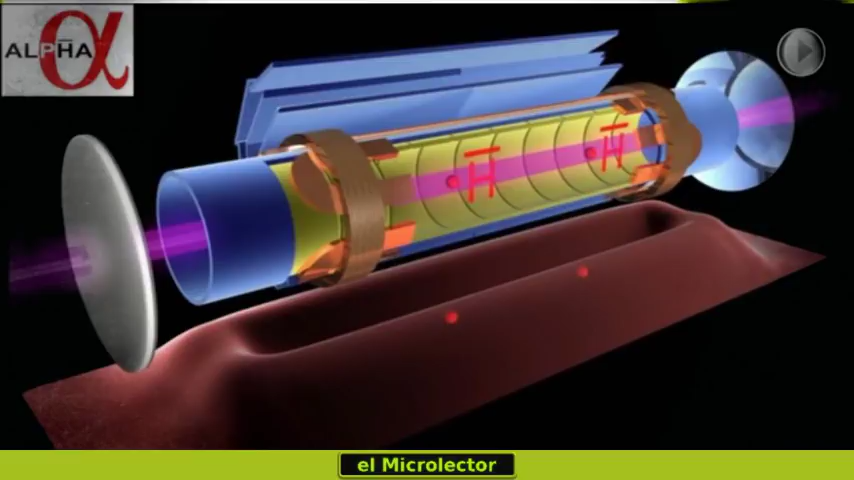 ALPHA
α
H̅
H̅
el Microlector